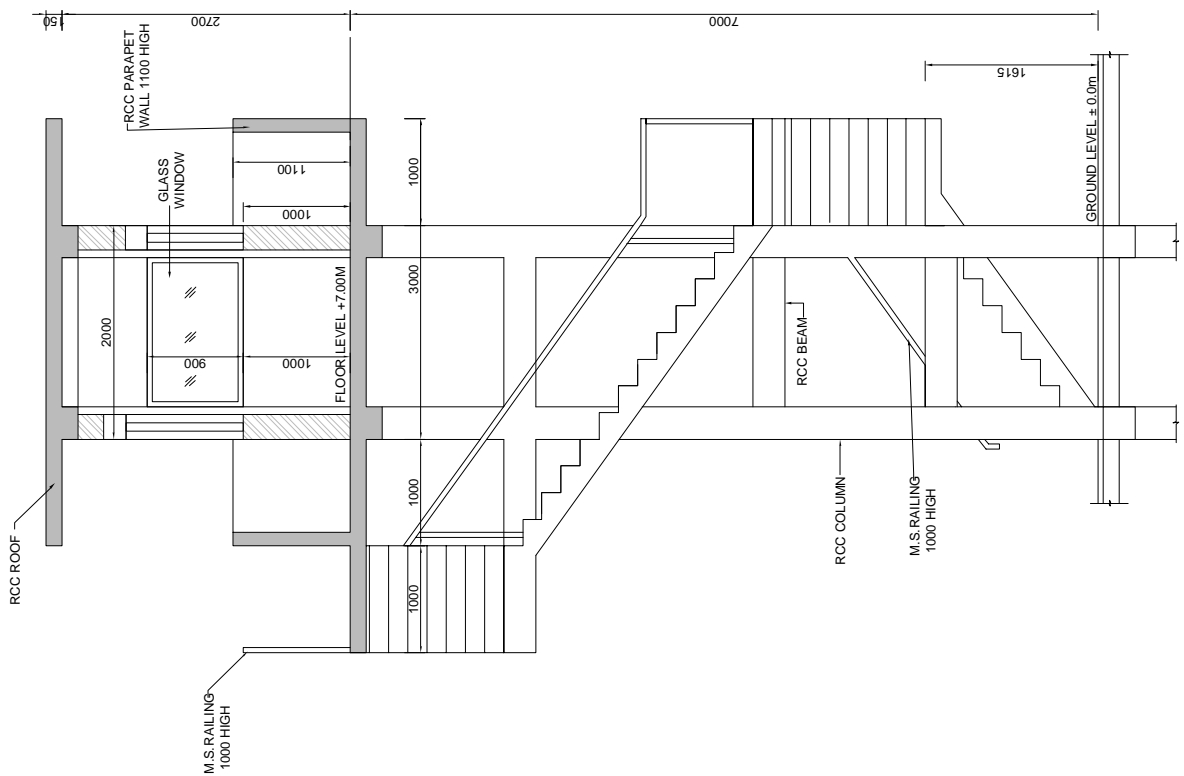 150
2700
7000
RCC PARAPET
WALL 1100 HIGH
GLASS
WINDOW
1100
1000
1000
1615
GROUND LEVEL ± 0.0m
2000
900
1000
FLOOR LEVEL +7.00M
3000
RCC BEAM
RCC ROOF
1000
1000
RCC COLUMN
M.S.RAILING
1000 HIGH
M.S.RAILING
1000 HIGH